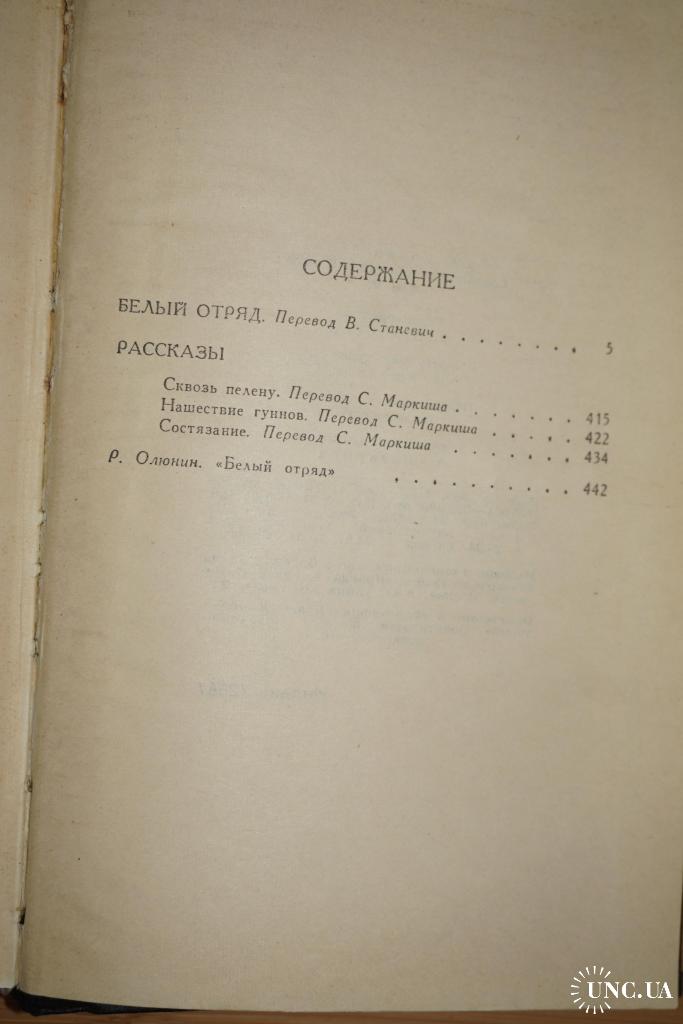 СОДЕРЖАНИЕ
БЕЛЫЙ ОТРЯД. Перевод В. Станевич . . . . . . . . 5
РАССКАЗЫ
Сквозь пелену. Перевод С. Маркиша . . . . . . . 415
Нашествие гуннов. Перевод С. Маркиша . . . . . 422
Состязание. Перевод С. Маркиша . . . . . . . 434
Р. Олюнин. «Белый отряд» . . . . . . . . . . 442
UNC.UA